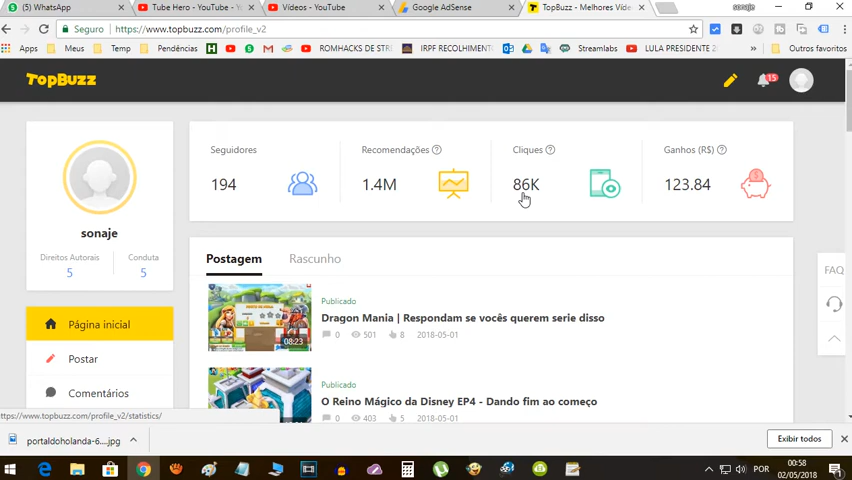 (5) WhatsApp
Tube Hero - YouTube - Yo
Vídeos - YouTube
Google AdSense
TopBuzz - Melhores Víde
sonaje
Seguro
https://www.topbuzz.com/profile_v2
Apps
Meus
Temp
Pendências
ROMHACKS DE STRE
IRPF RECOLHIMENT
Streamlabs
LULA PRESIDENTE 2
Outros favoritos
TOPBUZZ
15
Seguidores
Recomendações
Cliques
Ganhos (R$)
194
1.4M
86K
123.84
sonaje
Direitos Autorais
Conduta
5
5
FAQ
Postagem
Rascunho
Publicado
Dragon Mania | Respondam se vocês querem serie disso
0
501
8
2018-05-01
08:23
Página inicial
Postar
Comentários
Publicado
O Reino Mágico da Disney EP4 - Dando fim ao começo
0
403
5
2018-05-01
https://www.topbuzz.com/profile_v2/statistics/
portaldoholanda-6....jpg
Exibir todos
POR
00:58
02/05/2018